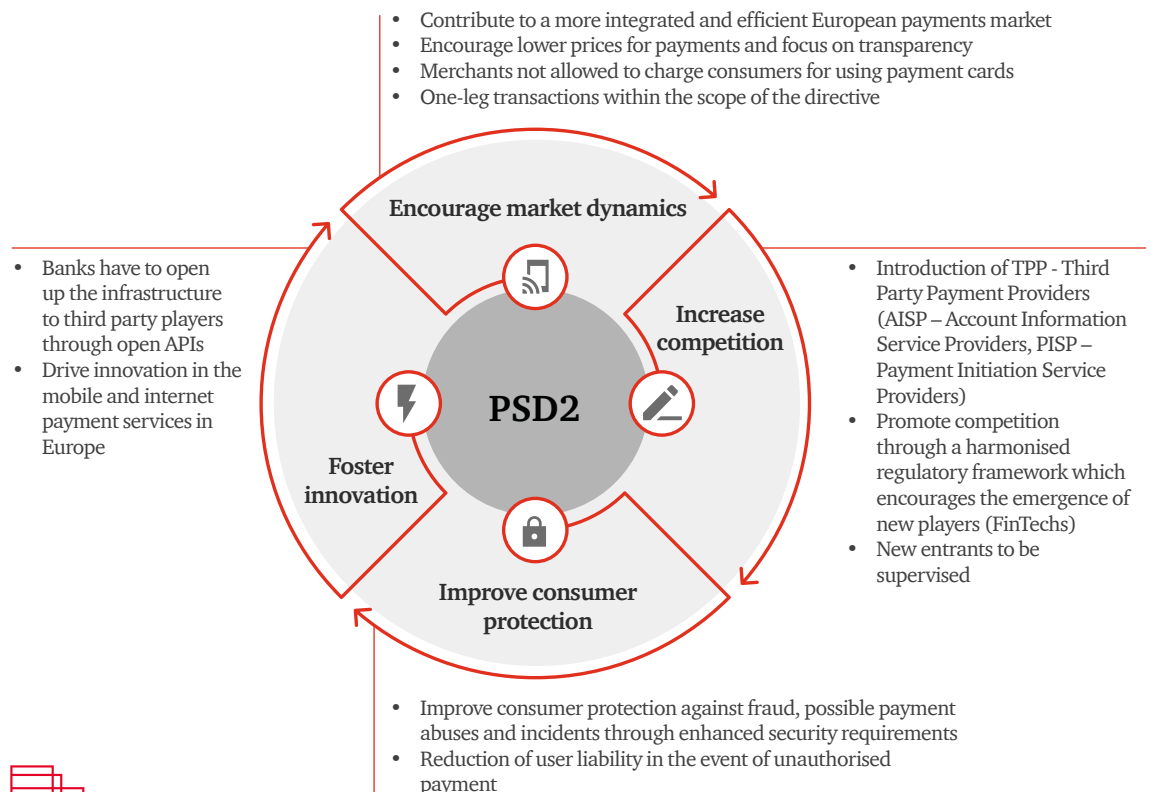 • Contribute to a more integrated and efficient European payments market
• Encourage lower prices for payments and focus on transparency
• Merchants not allowed to charge consumers for using payment cards
• One-leg transactions within the scope of the directive
Encourage market dynamics
• Banks have to open
up the infrastructure
to third party players
through open APIs
• Drive innovation in the
mobile and internet
payment services in
Europe
• Introduction of TPP - Third
Party Payment Providers
(AISP – Account Information
Service Providers, PISP –
Payment Initiation Service
Providers)
• Promote competition
through a harmonised
regulatory framework which
encourages the emergence of
new players (FinTechs)
• New entrants to be
supervised
Increase
competition
PSD2
Foster
innovation
Improve consumer
protection
• Improve consumer protection against fraud, possible payment
abuses and incidents through enhanced security requirements
• Reduction of user liability in the event of unauthorised
payment